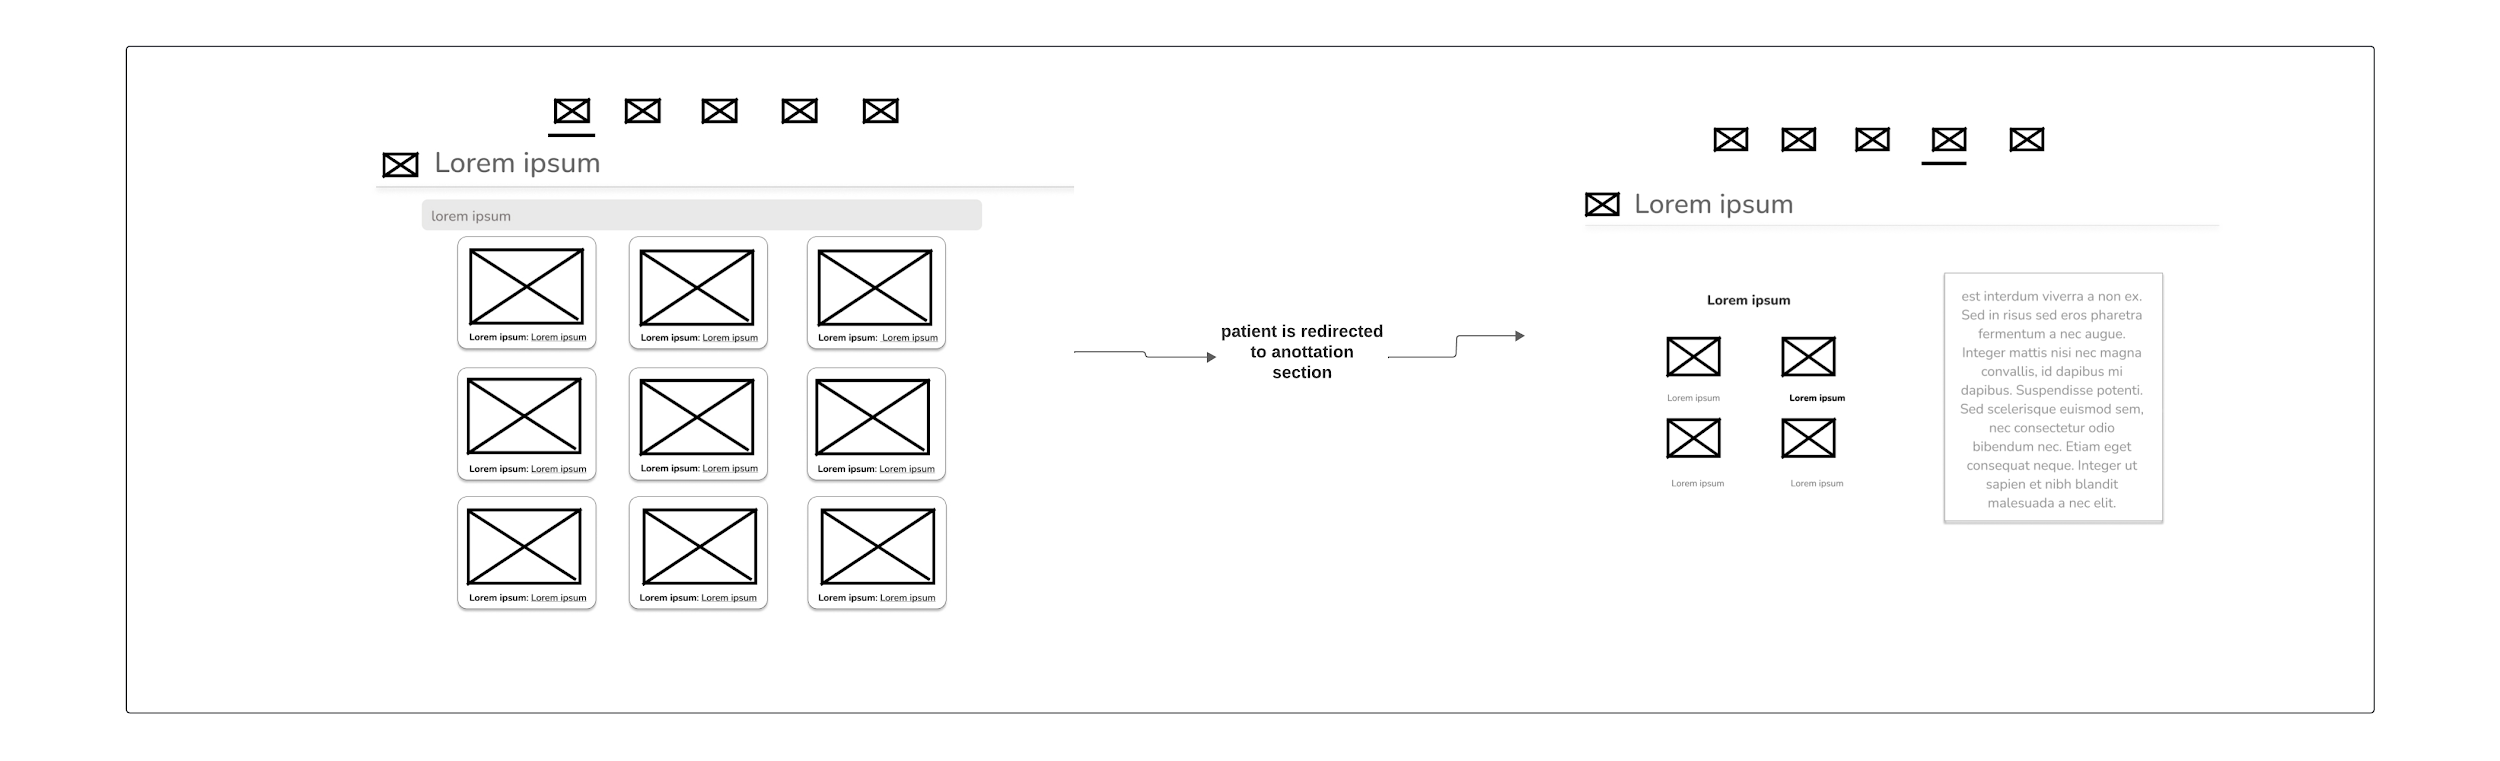 Lorem ipsum
lorem ipsum
Lorem ipsum: Lorem ipsum
Lorem ipsum: Lorem ipsum
Lorem ipsum: Lorem ipsum
Lorem ipsum: Lorem ipsum
Lorem ipsum: Lorem ipsum
Lorem ipsum: Lorem ipsum
Lorem ipsum: Lorem ipsum
Lorem ipsum: Lorem ipsum
Lorem ipsum: Lorem ipsum
patient is redirected
to anottation
section
Lorem ipsum
Lorem ipsum
Lorem ipsum
Lorem ipsum
Lorem ipsum
Lorem ipsum
est interdum viverra a non ex.
Sed in risus sed eros pharetra
fermentum a nec augue.
Integer mattis nisi nec magna
convallis, id dapibus mi
dapibus. Suspendisse potenti.
Sed scelerisque euismod sem,
nec consectetur odio
bibendum nec. Etiam eget
consequat neque. Integer ut
sapien et nibh blandit
malesuada a nec elit.